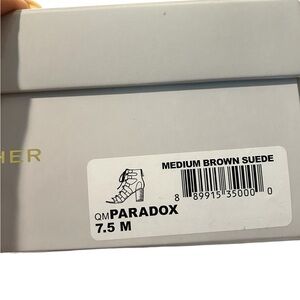 HER
MEDIUM BROWN SUEDE
8 89915 35000 0
QMPARADOX
7.5 M